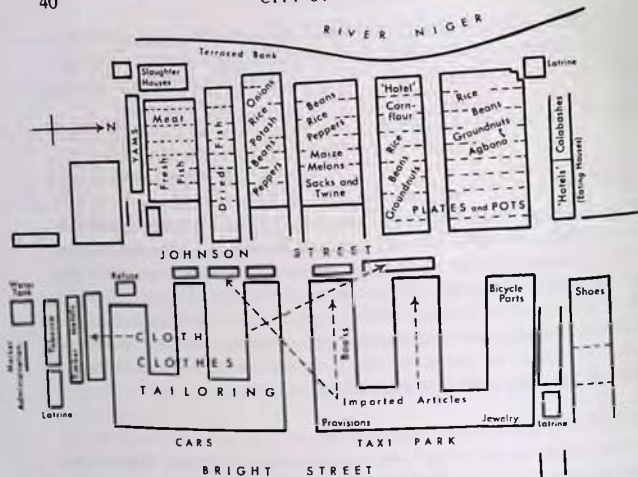 40
CITY OF
RIVER NIGER
Terraced Bank
Slaughter
Houses
Latrine
N
YAMS
Meat
Fresh
Fish
Dried Fish
Onions
Rice
Potash
Beans
Peppers
Beans
Rice
Peppers
Maize
Melons
Sacks and
Twine
'Hotel'
Corn-
flour
Rice
Beans
Groundnuts
Rice
Beans
Groundnuts
Agbono
PLATES and POTS
Calabashes
'Hotels'
(Eating Houses)
JOHNSON STREET
Refuse
Market
Administration
Tobacco
Latrine
CLOTH
CLOTHES
TAILORING
Books
Imported Articles
Provisions
Jewelry
Bicycle
Parts
Shoes
Latrine
CARS
TAXI PARK
BRIGHT STREET